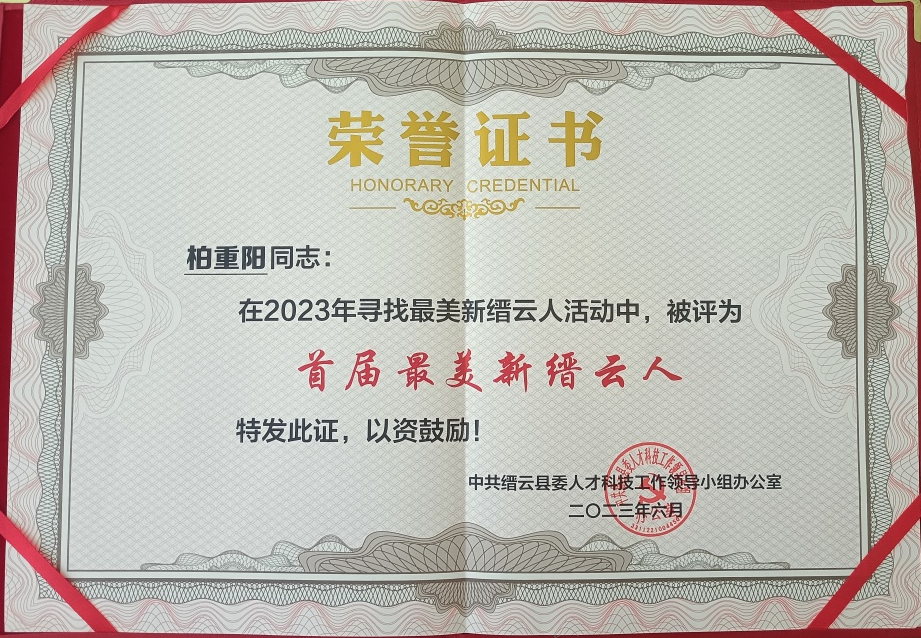 荣誉证书
HONORARY CREDENTIAL
柏重阳同志：
在2023年寻找最美新缙云人活动中，被评为
首届最美新缙云人
特发此证，以资鼓励！
中共缙云县委人才科技工作领导小组办公室
二〇二三年六月